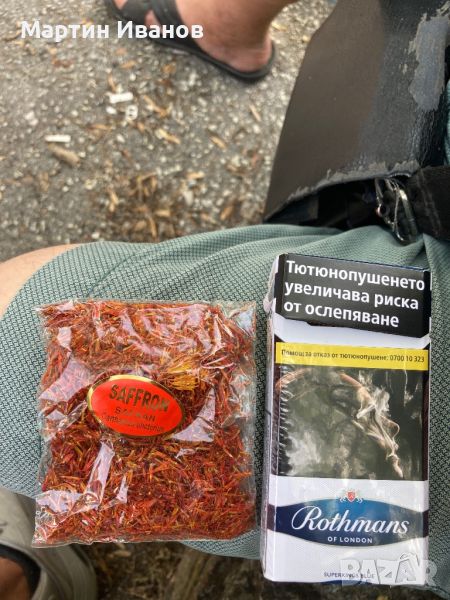 Мартин Иванов
Тютюнопушенето
увеличава риска
от ослепяване
Помощ за отказ от тютюнопушене: 0700 10 323
SAFFRON
Rothmans
OF LONDON
SUPERKINGS BLUE
BAZAR